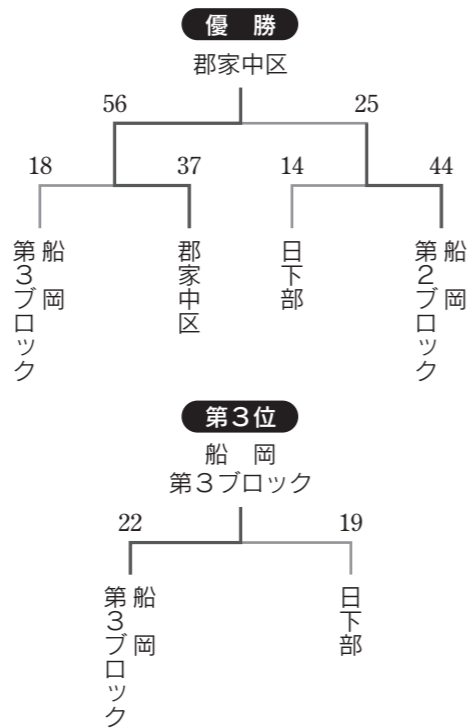 優　勝
郡家中区
56
25
18
37
14
44
船　岡
第3ブロック
郡家中区
日下部
船　岡
第2ブロック
第3位
船　岡
第3ブロック
22
19
船　岡
第3ブロック
日下部